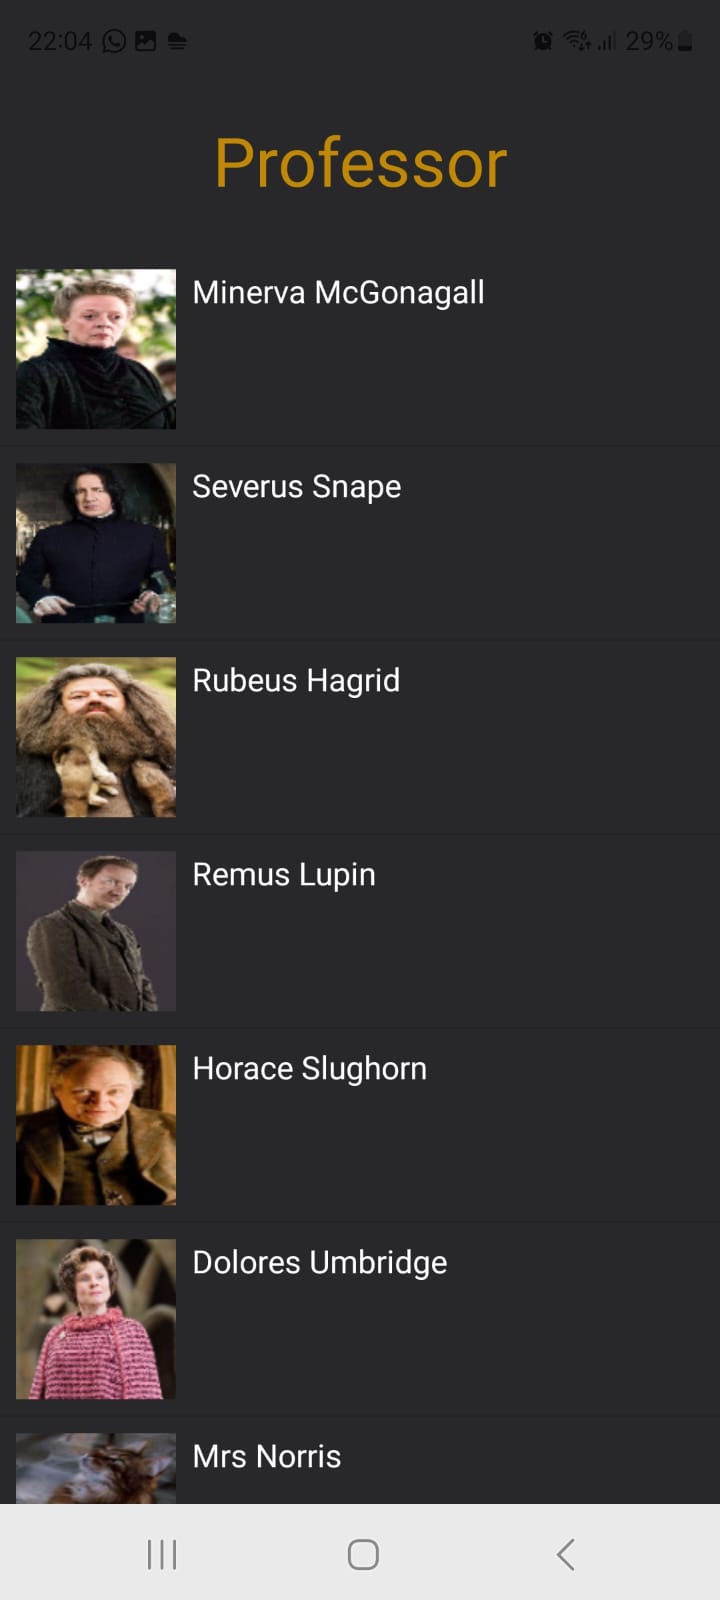 22:04 29%
Professor
Minerva McGonagall
Severus Snape
Rubeus Hagrid
Remus Lupin
Horace Slughorn
Dolores Umbridge
Mrs Norris